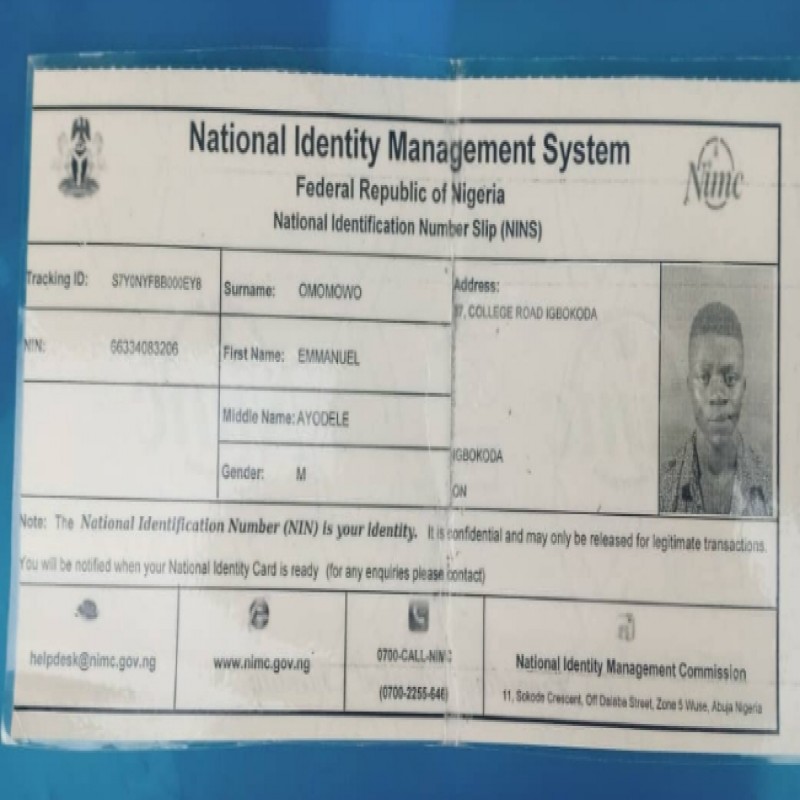 National Identity Management System
Federal Republic of Nigeria
National Identification Number Slip (NINS)
Nimc
Tracking ID: S7Y0NYFBB000EY8
Surname: OMOMOWO
Address:
37, COLLEGE ROAD IGBOKODA
NIN: 66334083206
First Name: EMMANUEL
Middle Name: AYODELE
Gender: M
IGBOKODA
ON
Note: The National Identification Number (NIN) is your identity. It is confidential and may only be released for legitimate transactions.
You will be notified when your National Identity Card is ready (for any enquiries please contact)
helpdesk@nimc.gov.ng
www.nimc.gov.ng
0700-CALL-NIMC
(0700-2255-646)
National Identity Management Commission
11, Sokode Crescent, Off Dalaba Street, Zone 5 Wuse, Abuja Nigeria